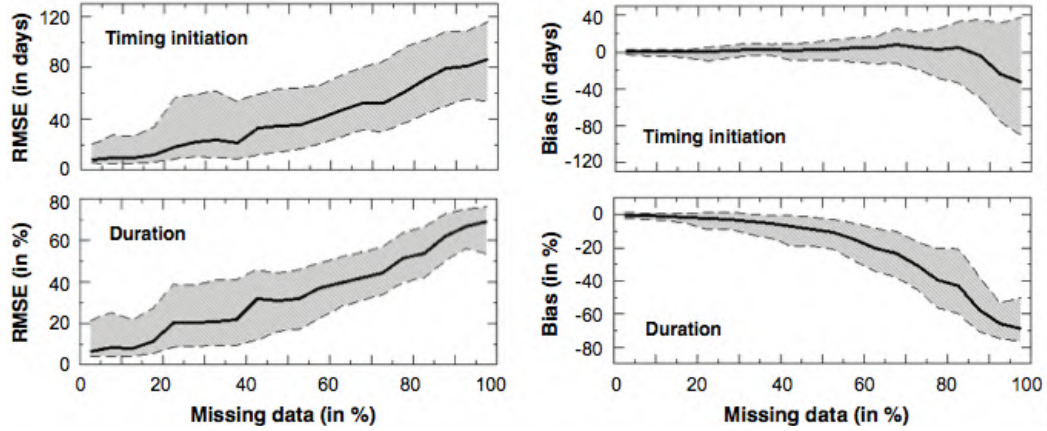 120
80
40
0
RMSE (in days)
Timing initiation
40
0
-40
-80
-120
Bias (in days)
Timing initiation
80
60
40
20
0
RMSE (in %)
Duration
0 20 40 60 80 100
Missing data (in %)
0
-20
-40
-60
-80
Bias (in %)
Duration
0 20 40 60 80 100
Missing data (in %)